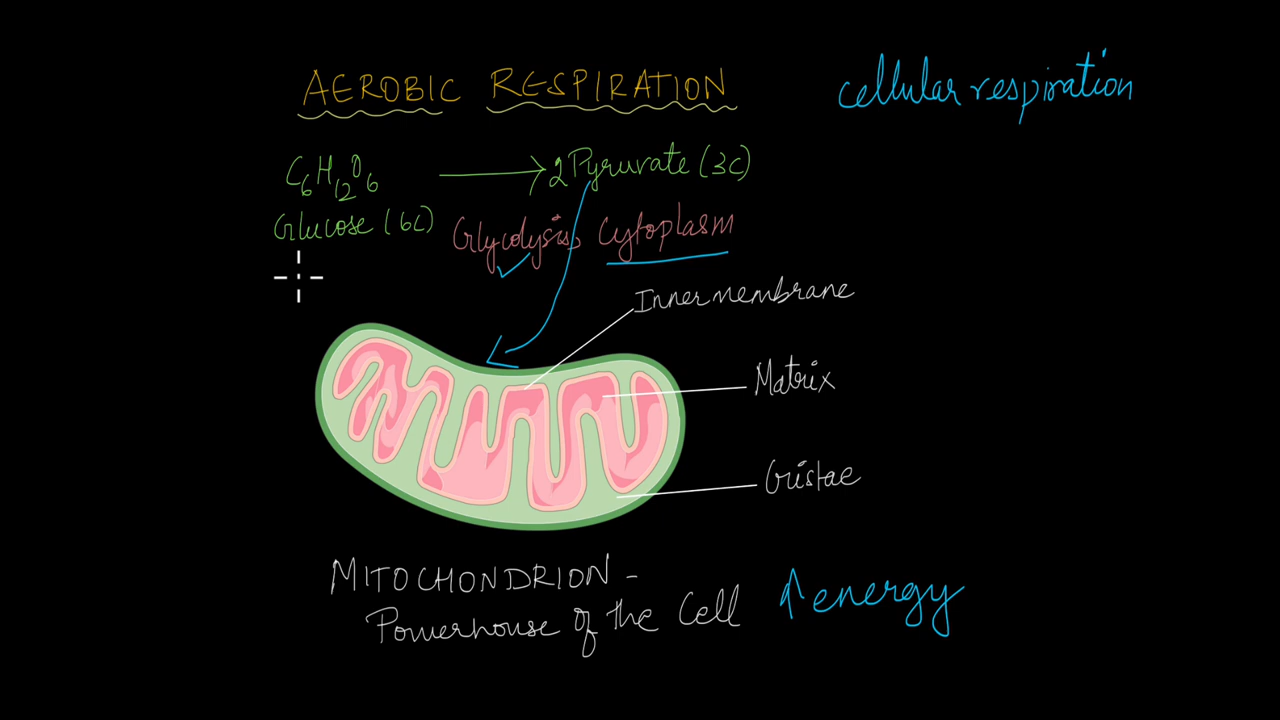 AEROBIC RESPIRATION
cellular respiration
C6H12O6 → 2 Pyruvate (3C)
Glucose (6C)
Glycolysis, Cytoplasm
Inner membrane
Matrix
Cristae
MITOCHONDRION -
Powerhouse of the Cell
↑ energy